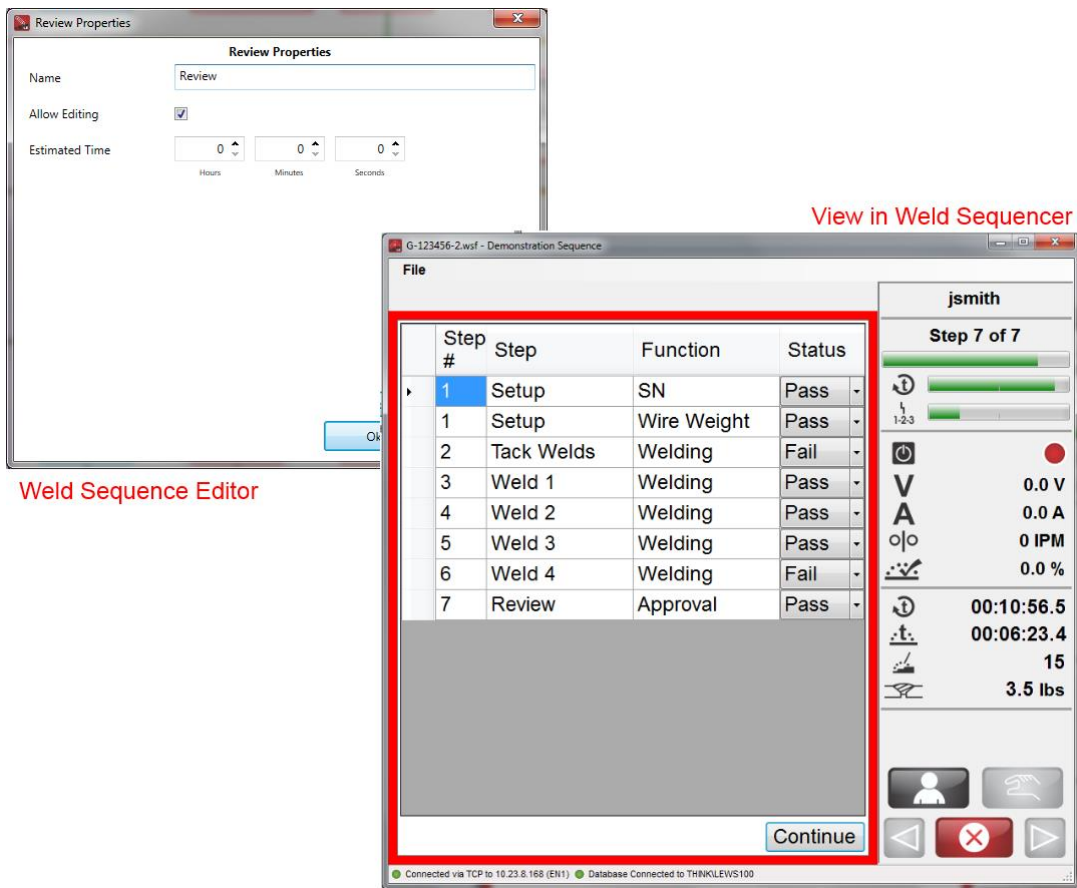 Review Properties
Review Properties
Name
Review
Allow Editing
Estimated Time
0
0
0
Hours
Minutes
Seconds
Weld Sequence Editor
View in Weld Sequencer
G-123456-2.wsf - Demonstration Sequence
File
Step # Step Function Status
1 Setup SN Pass
1 Setup Wire Weight Pass
2 Tack Welds Welding Fail
3 Weld 1 Welding Pass
4 Weld 2 Welding Pass
5 Weld 3 Welding Pass
6 Weld 4 Welding Fail
7 Review Approval Pass
Continue
jsmith
Step 7 of 7
t
1-2-3
V 0.0 V
A 0.0 A
0 IPM
0.0 %
t 00:10:56.5
.t. 00:06:23.4
15
3.5 lbs
Connected via TCP to 10.23.8.168 (EN1) Database Connected to THINK\LEWS100